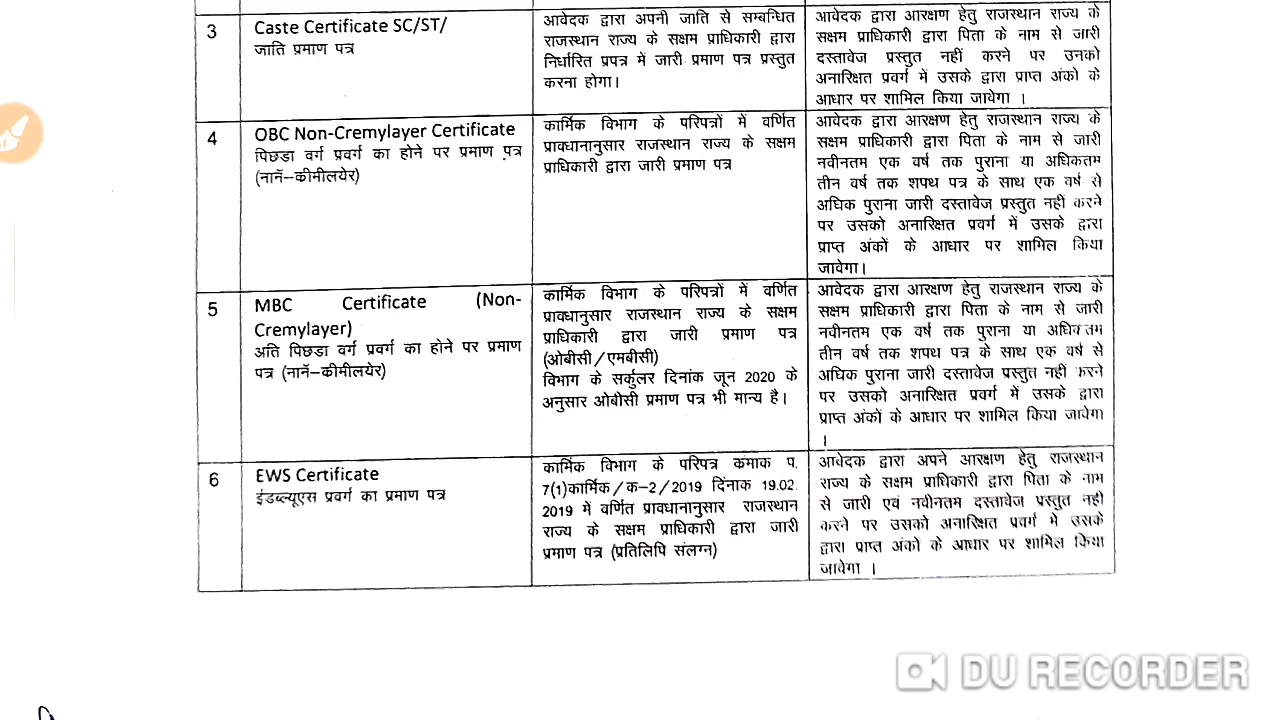 3
Caste Certificate SC/ST/
जाति प्रमाण पत्र
आवेदक द्वारा अपनी जाति से सम्बन्धित
राजस्थान राज्य के सक्षम प्राधिकारी द्वारा
निर्धारित प्रपत्र में जारी प्रमाण पत्र प्रस्तुत
करना होगा।
आवेदक द्वारा आरक्षण हेतु राजस्थान राज्य के
सक्षम प्राधिकारी द्वारा पिता के नाम से जारी
दस्तावेज प्रस्तुत नहीं करने पर उनको
अनारक्षित प्रवर्ग में उसके द्वारा प्राप्त अंको के
आधार पर शामिल किया जावेगा ।
4
OBC Non-Cremylayer Certificate
पिछडा वर्ग प्रवर्ग का होने पर प्रमाण पत्र
(नानॅ–कीमीलयेर)
कार्मिक विभाग के परिपत्रों में वर्णित
प्रावधानानुसार राजस्थान राज्य के सक्षम
प्राधिकारी द्वारा जारी प्रमाण पत्र
आवेदक द्वारा आरक्षण हेतु राजस्थान राज्य के
सक्षम प्राधिकारी द्वारा पिता के नाम से जारी
नवीनतम एक वर्ष तक पुराना या अधिकतम
तीन वर्ष तक शपथ पत्र के साथ एक वर्ष से
अधिक पुराना जारी दस्तावेज प्रस्तुत नहीं करने
पर उसको अनारक्षित प्रवर्ग में उसके द्वारा
प्राप्त अंकों के आधार पर शामिल किया
जावेगा।
5
MBC Certificate (Non-
Cremylayer)
अति पिछडा वर्ग प्रवर्ग का होने पर प्रमाण
पत्र (नानॅ–कीमीलयेर)
कार्मिक विभाग के परिपत्रों में वर्णित
प्रावधानानुसार राजस्थान राज्य के सक्षम
प्राधिकारी द्वारा जारी प्रमाण पत्र
(ओबीसी/एमबीसी)
विभाग के सर्कुलर दिनांक जून 2020 के
अनुसार ओबीसी प्रमाण पत्र भी मान्य है।
आवेदक द्वारा आरक्षण हेतु राजस्थान राज्य के
सक्षम प्राधिकारी द्वारा पिता के नाम से जारी
नवीनतम एक वर्ष तक पुराना या अधिकतम
तीन वर्ष तक शपथ पत्र के साथ एक वर्ष से
अधिक पुराना जारी दस्तावेज प्रस्तुत नहीं करने
पर उसको अनारक्षित प्रवर्ग में उसके द्वारा
प्राप्त अंकों के आधार पर शामिल किया जावेगा
।
6
EWS Certificate
इंडब्ल्यूएस प्रवर्ग का प्रमाण पत्र
कार्मिक विभाग के परिपत्र कंमाक प.
7(1)कार्मिक/क–2/2019 दिंनाक 19.02.
2019 में वर्णित प्रावधानानुसार राजस्थान
राज्य के सक्षम प्राधिकारी द्वारा जारी
प्रमाण पत्र (प्रतिलिपि संलग्न)
आवेदक द्वारा अपने आरक्षण हेतु राजस्थान
राज्य के सक्षम प्राधिकारी द्वारा पिता के नाम
से जारी एवं नवीनतम दस्तावेज प्रस्तुत नही
करने पर उसको अनारक्षित प्रवर्ग मे उसके
द्वारा प्राप्त अंको के आधार पर शामिल किया
जावेगा ।
DU RECORDER